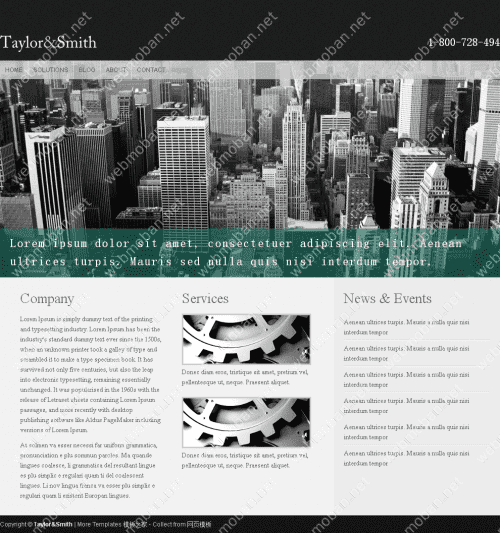 Taylor&Smith
1-800-728-494
HOME SOLUTIONS BLOG ABOUT CONTACT
Lorem ipsum dolor sit amet, consectetuer adipiscing elit. Aenean
ultrices turpis. Mauris sed nulla quis nisi interdum tempor.
Company
Lorem Ipsum is simply dummy text of the printing
and typesetting industry. Lorem Ipsum has been the
industry's standard dummy text ever since the 1500s,
when an unknown printer took a galley of type and
scrambled it to make a type specimen book. It has
survived not only five centuries, but also the leap
into electronic typesetting, remaining essentially
unchanged. It was popularised in the 1960s with the
release of Letraset sheets containing Lorem Ipsum
passages, and more recently with desktop
publishing software like Aldus PageMaker including
versions of Lorem Ipsum.
At solmen va esser necessi far uniform grammatica,
pronunciation e plu sommun paroles. Ma quande
lingues coalesce, li grammatica del resultant lingue
es plu simplic e regulari quam ti del coalescent
lingues. Li nov lingua franca va esser plu simplic e
regulari quam li existent Europan lingues.
Services
Donec diam eros, tristique sit amet, pretium vel,
pellentesque ut, neque. Praesent aliquet.
Donec diam eros, tristique sit amet, pretium vel,
pellentesque ut, neque. Praesent aliquet.
News & Events
Aenean ultrices turpis. Mauris a nulla quis nisi
interdum tempor.
Aenean ultrices turpis. Mauris a nulla quis nisi
interdum tempor.
Aenean ultrices turpis. Mauris a nulla quis nisi
interdum tempor.
Aenean ultrices turpis. Mauris a nulla quis nisi
interdum tempor.
Aenean ultrices turpis. Mauris a nulla quis nisi
interdum tempor.
Aenean ultrices turpis. Mauris a nulla quis nisi
interdum tempor.
Copyright © Taylor&Smith | More Templates 模板之家 - Collect from 网页模板
webmoban.net